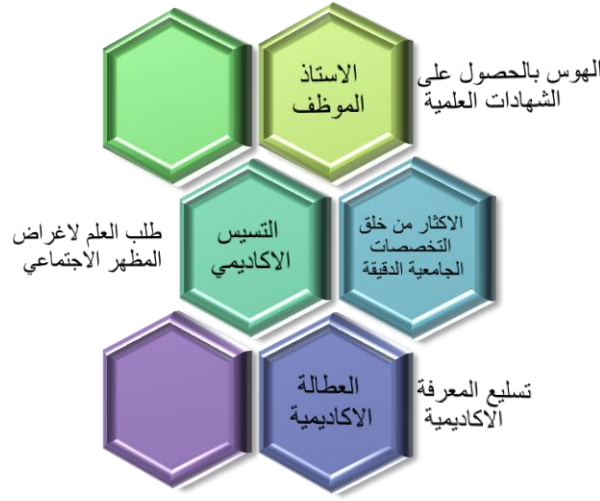 الهوس بالحصول على
الشهادات العلمية
الاستاذ
الموظف
الاكثار من خلق
التخصصات
الجامعية الدقيقة
التسيس
الاكاديمي
طلب العلم لاغراض
المظهر الاجتماعي
تسليع المعرفة
الاكاديمية
العطالة
الاكاديمية